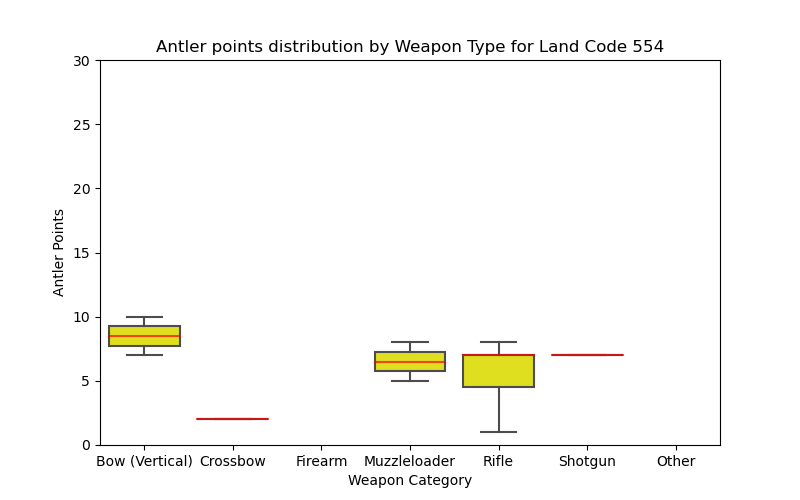 Antler points distribution by Weapon Type for Land Code 554
30
25
20
15
10
5
0
Antler Points
Bow (Vertical) Crossbow Firearm Muzzleloader Rifle Shotgun Other
Weapon Category